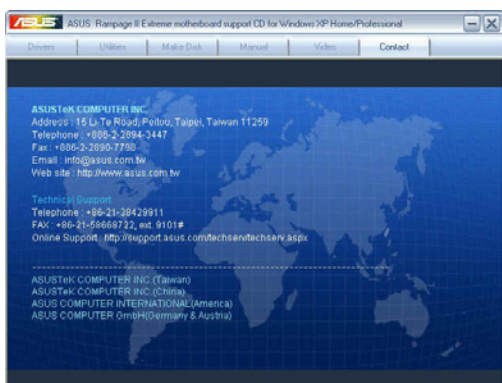 ASUS Rampage II Extreme motherboard support CD for Windows XP Home/Professional
Drivers Utilities Make Disk Manual Video Contact
ASUSTeK COMPUTER INC.
Address : 15 Li-Te Road, Peitou, Taipei, Taiwan 11259
Telephone : +886-2-2894-3447
Fax : +886-2-2890-7798
Email : info@asus.com.tw
Web site : http://www.asus.com.tw
Technical Support
Telephone : +86-21-38429911
FAX : +86-21-58668722, ext. 9101#
Online Support : http://support.asus.com/techserv/techserv.aspx
ASUSTeK COMPUTER INC.(Taiwan)
ASUSTeK COMPUTER INC.(China)
ASUS COMPUTER INTERNATIONAL(America)
ASUS COMPUTER GmbH(Germany & Austria)